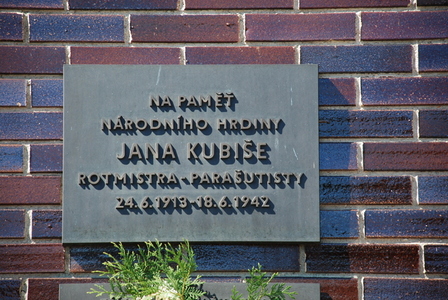 NA PAMĚŤ
NÁRODNÍHO HRDINY
JANA KUBIŠE
ROTMISTRA-PARAŠUTISTY
24.6.1913-18.6.1942